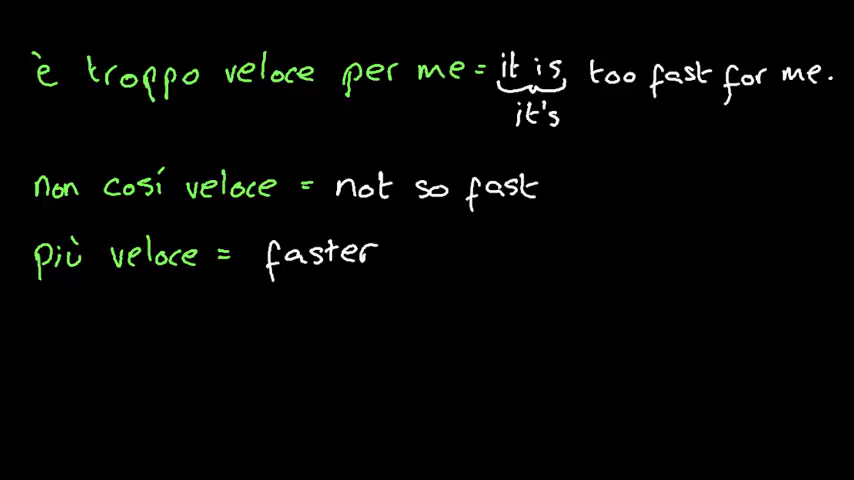 è troppo veloce per me = it is too fast for me.
it's
non cosí veloce = not so fast
più veloce = faster